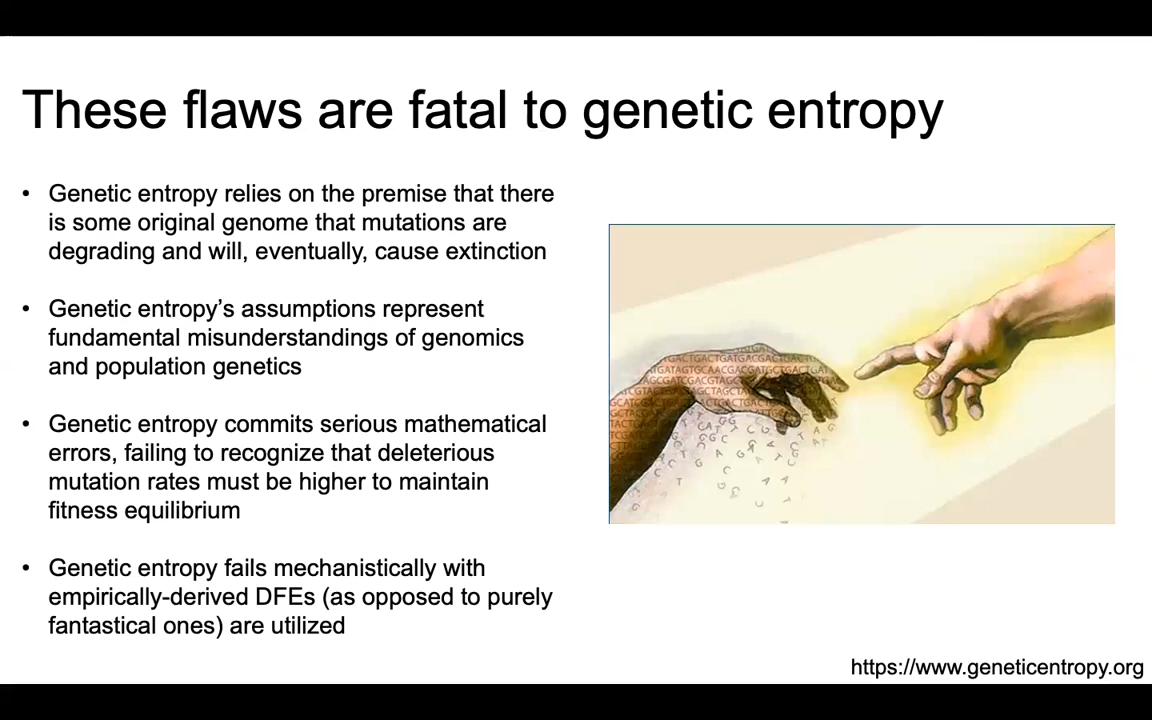 These flaws are fatal to genetic entropy
• Genetic entropy relies on the premise that there
is some original genome that mutations are
degrading and will, eventually, cause extinction
• Genetic entropy’s assumptions represent
fundamental misunderstandings of genomics
and population genetics
• Genetic entropy commits serious mathematical
errors, failing to recognize that deleterious
mutation rates must be higher to maintain
fitness equilibrium
• Genetic entropy fails mechanistically with
empirically-derived DFEs (as opposed to purely
fantastical ones) are utilized
https://www.geneticentropy.org